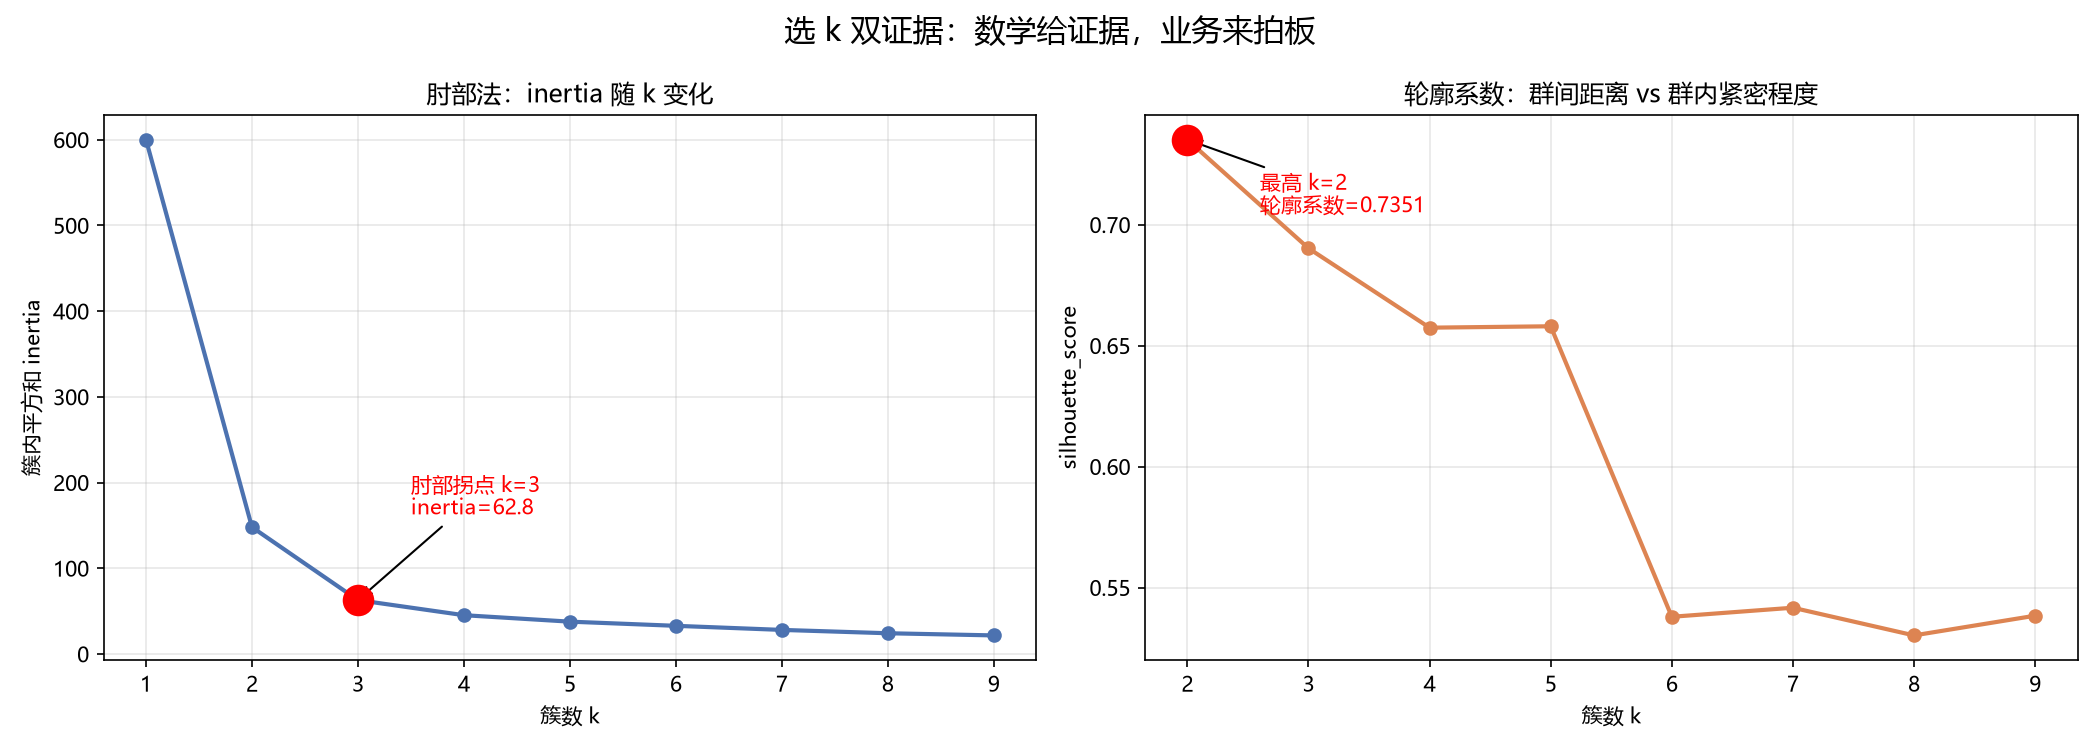 选 k 双证据：数学给证据，业务来拍板
肘部法：inertia 随 k 变化
簇内平方和 inertia
600
500
400
300
200
100
0
肘部拐点 k=3
inertia=62.8
1 2 3 4 5 6 7 8 9
簇数 k
轮廓系数：群间距离 vs 群内紧密程度
silhouette_score
0.70
0.65
0.60
0.55
最高 k=2
轮廓系数=0.7351
2 3 4 5 6 7 8 9
簇数 k